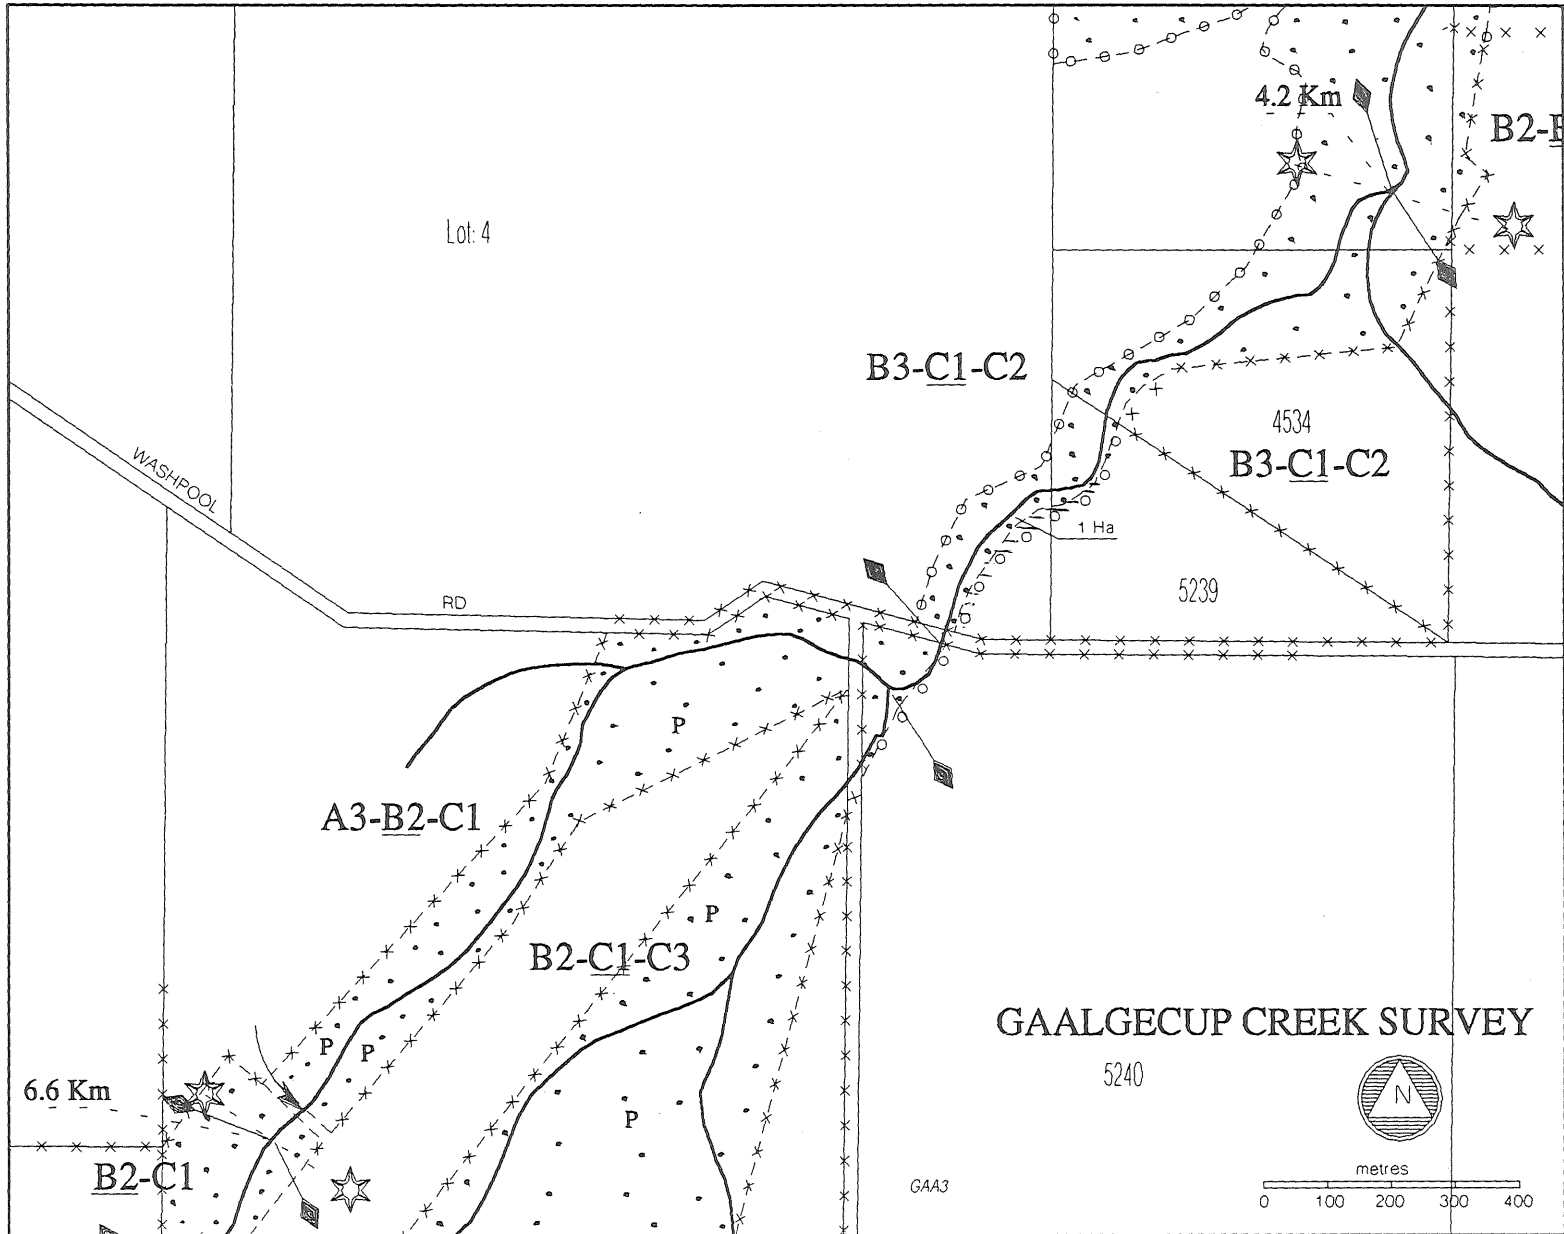 4.2 Km
B2-
Lot: 4
B3-C1-C2
4534
B3-C1-C2
WASHPOOL
1 Ha
5239
RD
P
A3-B2-C1
P
B2-C1-C3
GAALGECUP CREEK SURVEY
P
P
5240
6.6 Km
N
P
metres
B2-C1
GAA3
0 100 200 300 400